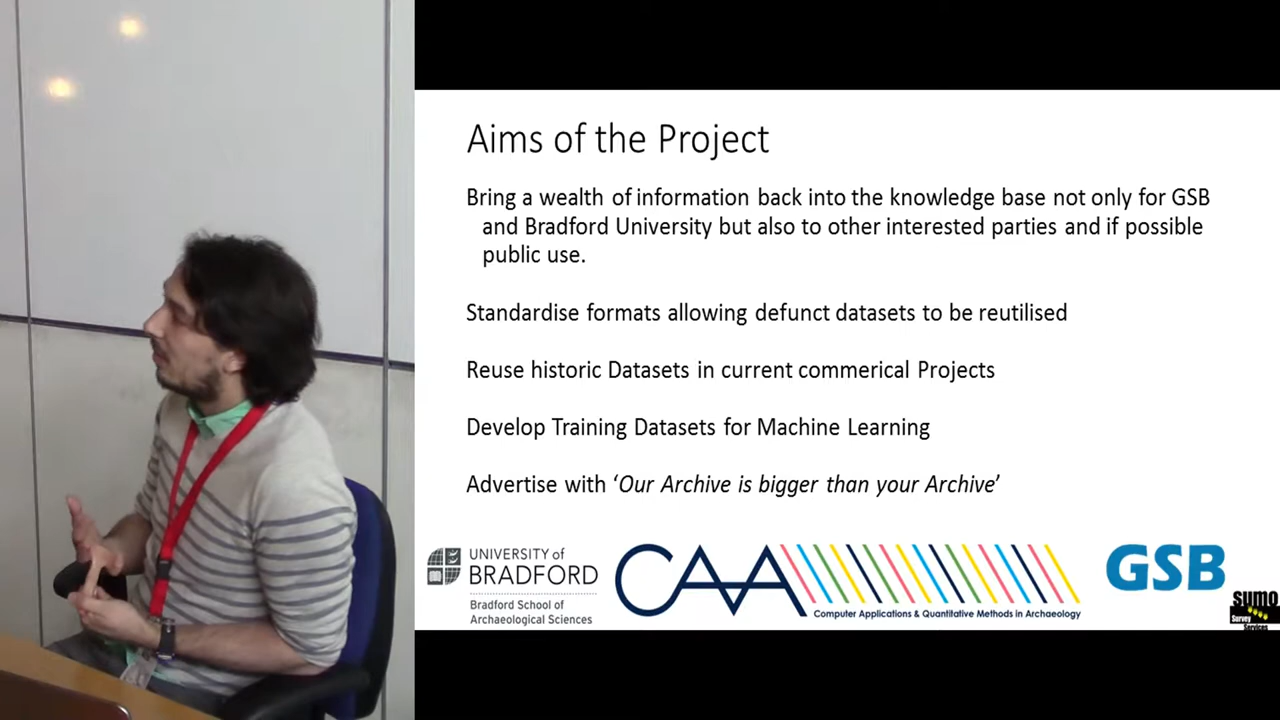 Aims of the Project
Bring a wealth of information back into the knowledge base not only for GSB
and Bradford University but also to other interested parties and if possible
public use.
Standardise formats allowing defunct datasets to be reutilised
Reuse historic Datasets in current commerical Projects
Develop Training Datasets for Machine Learning
Advertise with ‘Our Archive is bigger than your Archive’
UNIVERSITY of
BRADFORD
Bradford School of
Archaeological Sciences
CAA
Computer Applications & Quantitative Methods in Archaeology
GSB
sumo
Survey
Services